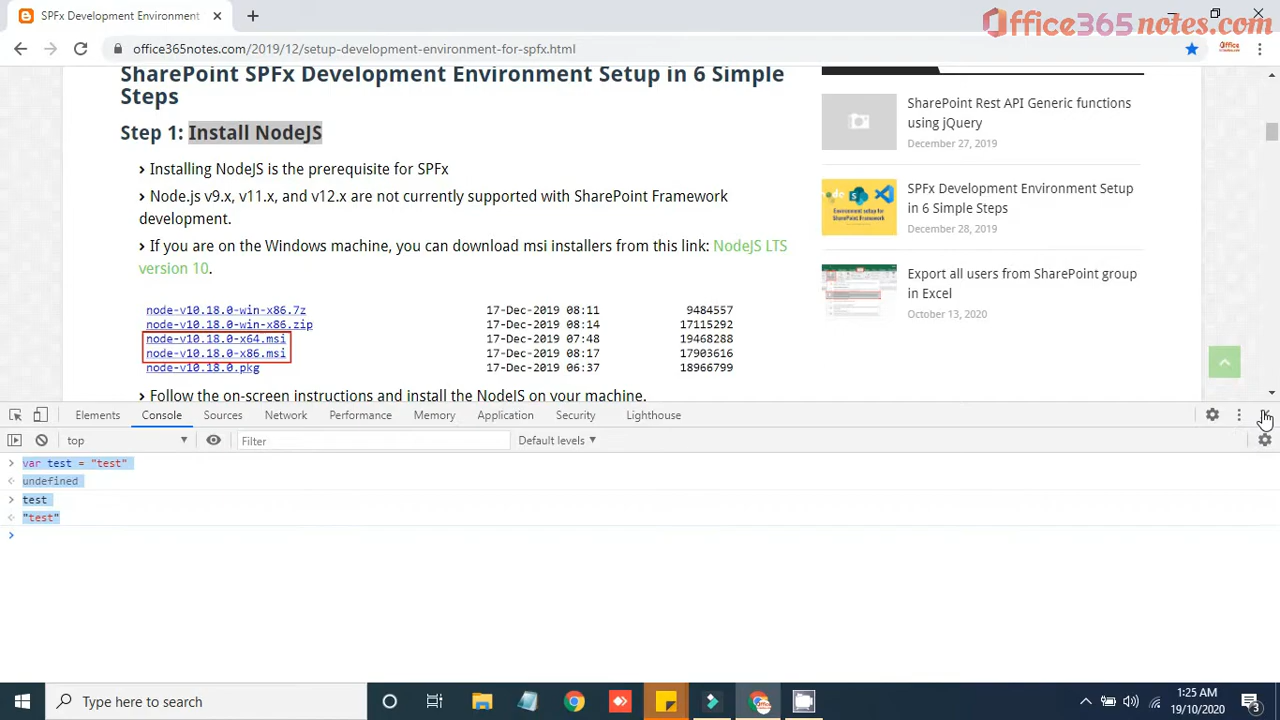 SPFx Development Environment
Office365notes.com
office365notes.com/2019/12/setup-development-environment-for-spfx.html
SharePoint SPFx Development Environment Setup in 6 Simple
Steps
Step 1: Install NodeJS
Installing NodeJS is the prerequisite for SPFx
Node.js v9.x, v11.x, and v12.x are not currently supported with SharePoint Framework
development.
If you are on the Windows machine, you can download msi installers from this link: NodeJS LTS
version 10.
node-v10.18.0-win-x86.7z 17-Dec-2019 08:11 9484557
node-v10.18.0-win-x86.zip 17-Dec-2019 08:14 17115292
node-v10.18.0-x64.msi 17-Dec-2019 07:48 19468288
node-v10.18.0-x86.msi 17-Dec-2019 08:17 17903616
node-v10.18.0.pkg 17-Dec-2019 06:37 18966799
Follow the on-screen instructions and install the NodeJS on your machine.
SharePoint Rest API Generic functions
using jQuery
December 27, 2019
SPFx Development Environment Setup
in 6 Simple Steps
December 28, 2019
Export all users from SharePoint group
in Excel
October 13, 2020
Elements Console Sources Network Performance Memory Application Security Lighthouse
top Filter Default levels
var test = "test"
undefined
test
"test"
Type here to search
1:25 AM
19/10/2020
3